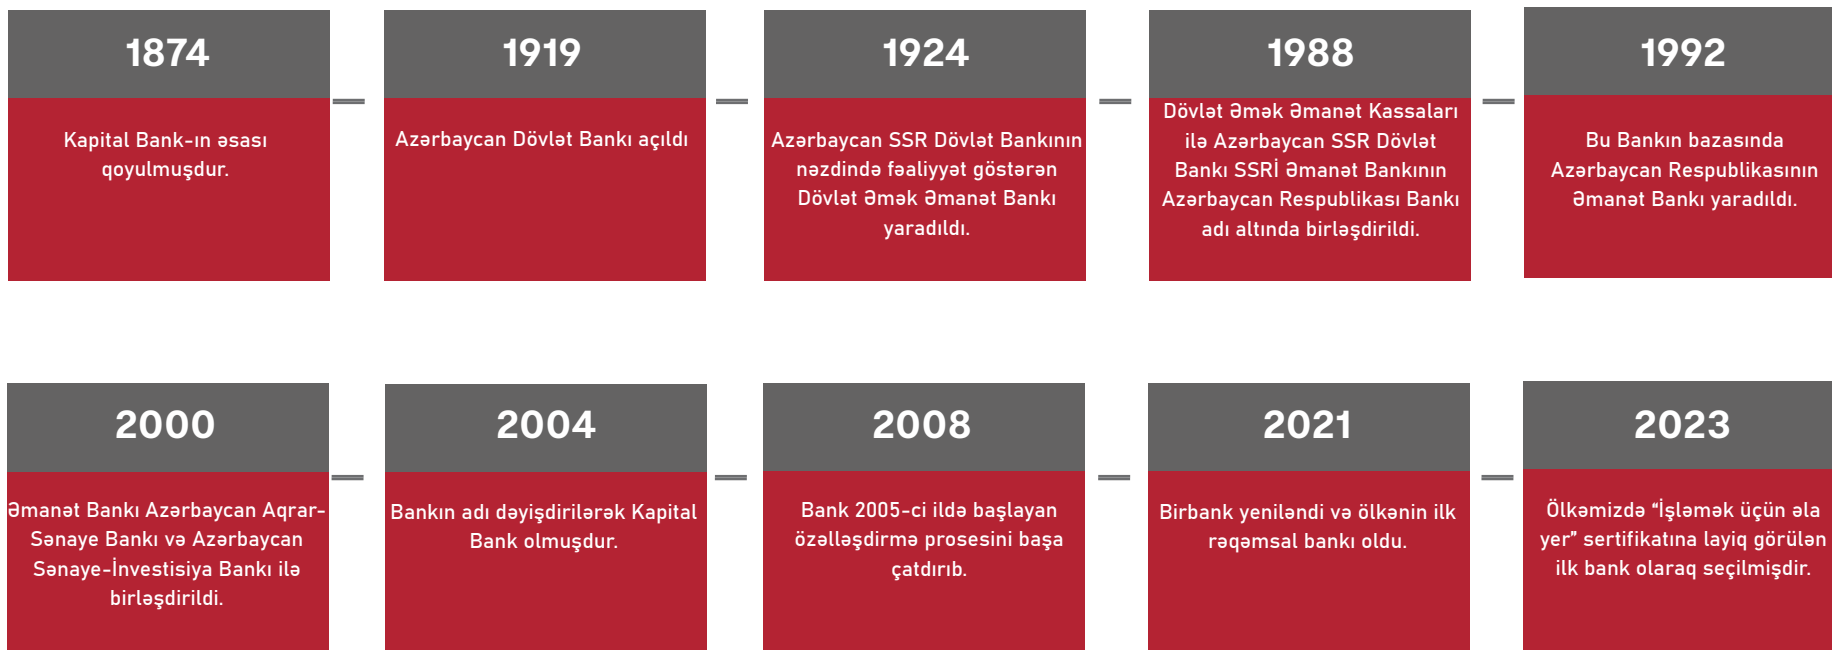 1874
Kapital Bank-ın əsası
qoyulmuşdur.
1919
Azərbaycan Dövlət Bankı açıldı
1924
Azərbaycan SSR Dövlət Bankının
nəzdində fəaliyyət göstərən
Dövlət Əmək Əmanət Bankı
yaradıldı.
1988
Dövlət Əmək Əmanət Kassaları
ilə Azərbaycan SSR Dövlət
Bankı SSRİ Əmanət Bankının
Azərbaycan Respublikası Bankı
adı altında birləşdirildi.
1992
Bu Bankın bazasında
Azərbaycan Respublikasının
Əmanət Bankı yaradıldı.
2000
Əmanət Bankı Azərbaycan Aqrar-
Sənaye Bankı və Azərbaycan
Sənaye-İnvestisiya Bankı ilə
birləşdirildi.
2004
Bankın adı dəyişdirilərək Kapital
Bank olmuşdur.
2008
Bank 2005-ci ildə başlayan
özəlləşdirmə prosesini başa
çatdırıb.
2021
Birbank yeniləndi və ölkənin ilk
rəqəmsal bankı oldu.
2023
Ölkəmizdə “İşləmək üçün əla
yer” sertifikatına layiq görülən
ilk bank olaraq seçilmişdir.